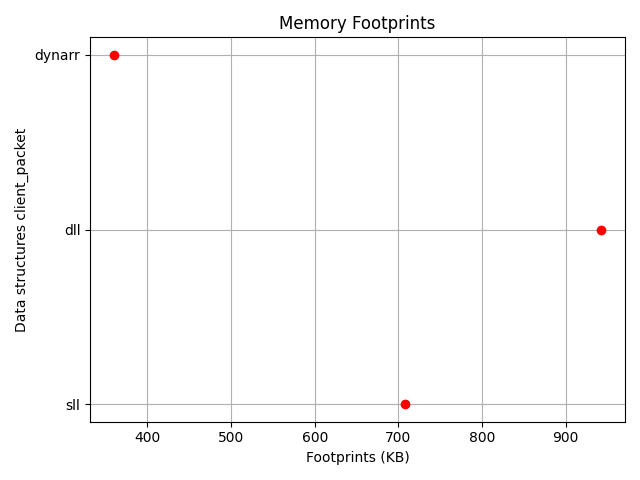 Memory Footprints
dynarr
dll
sll
Data structures client_packet
400 500 600 700 800 900
Footprints (KB)